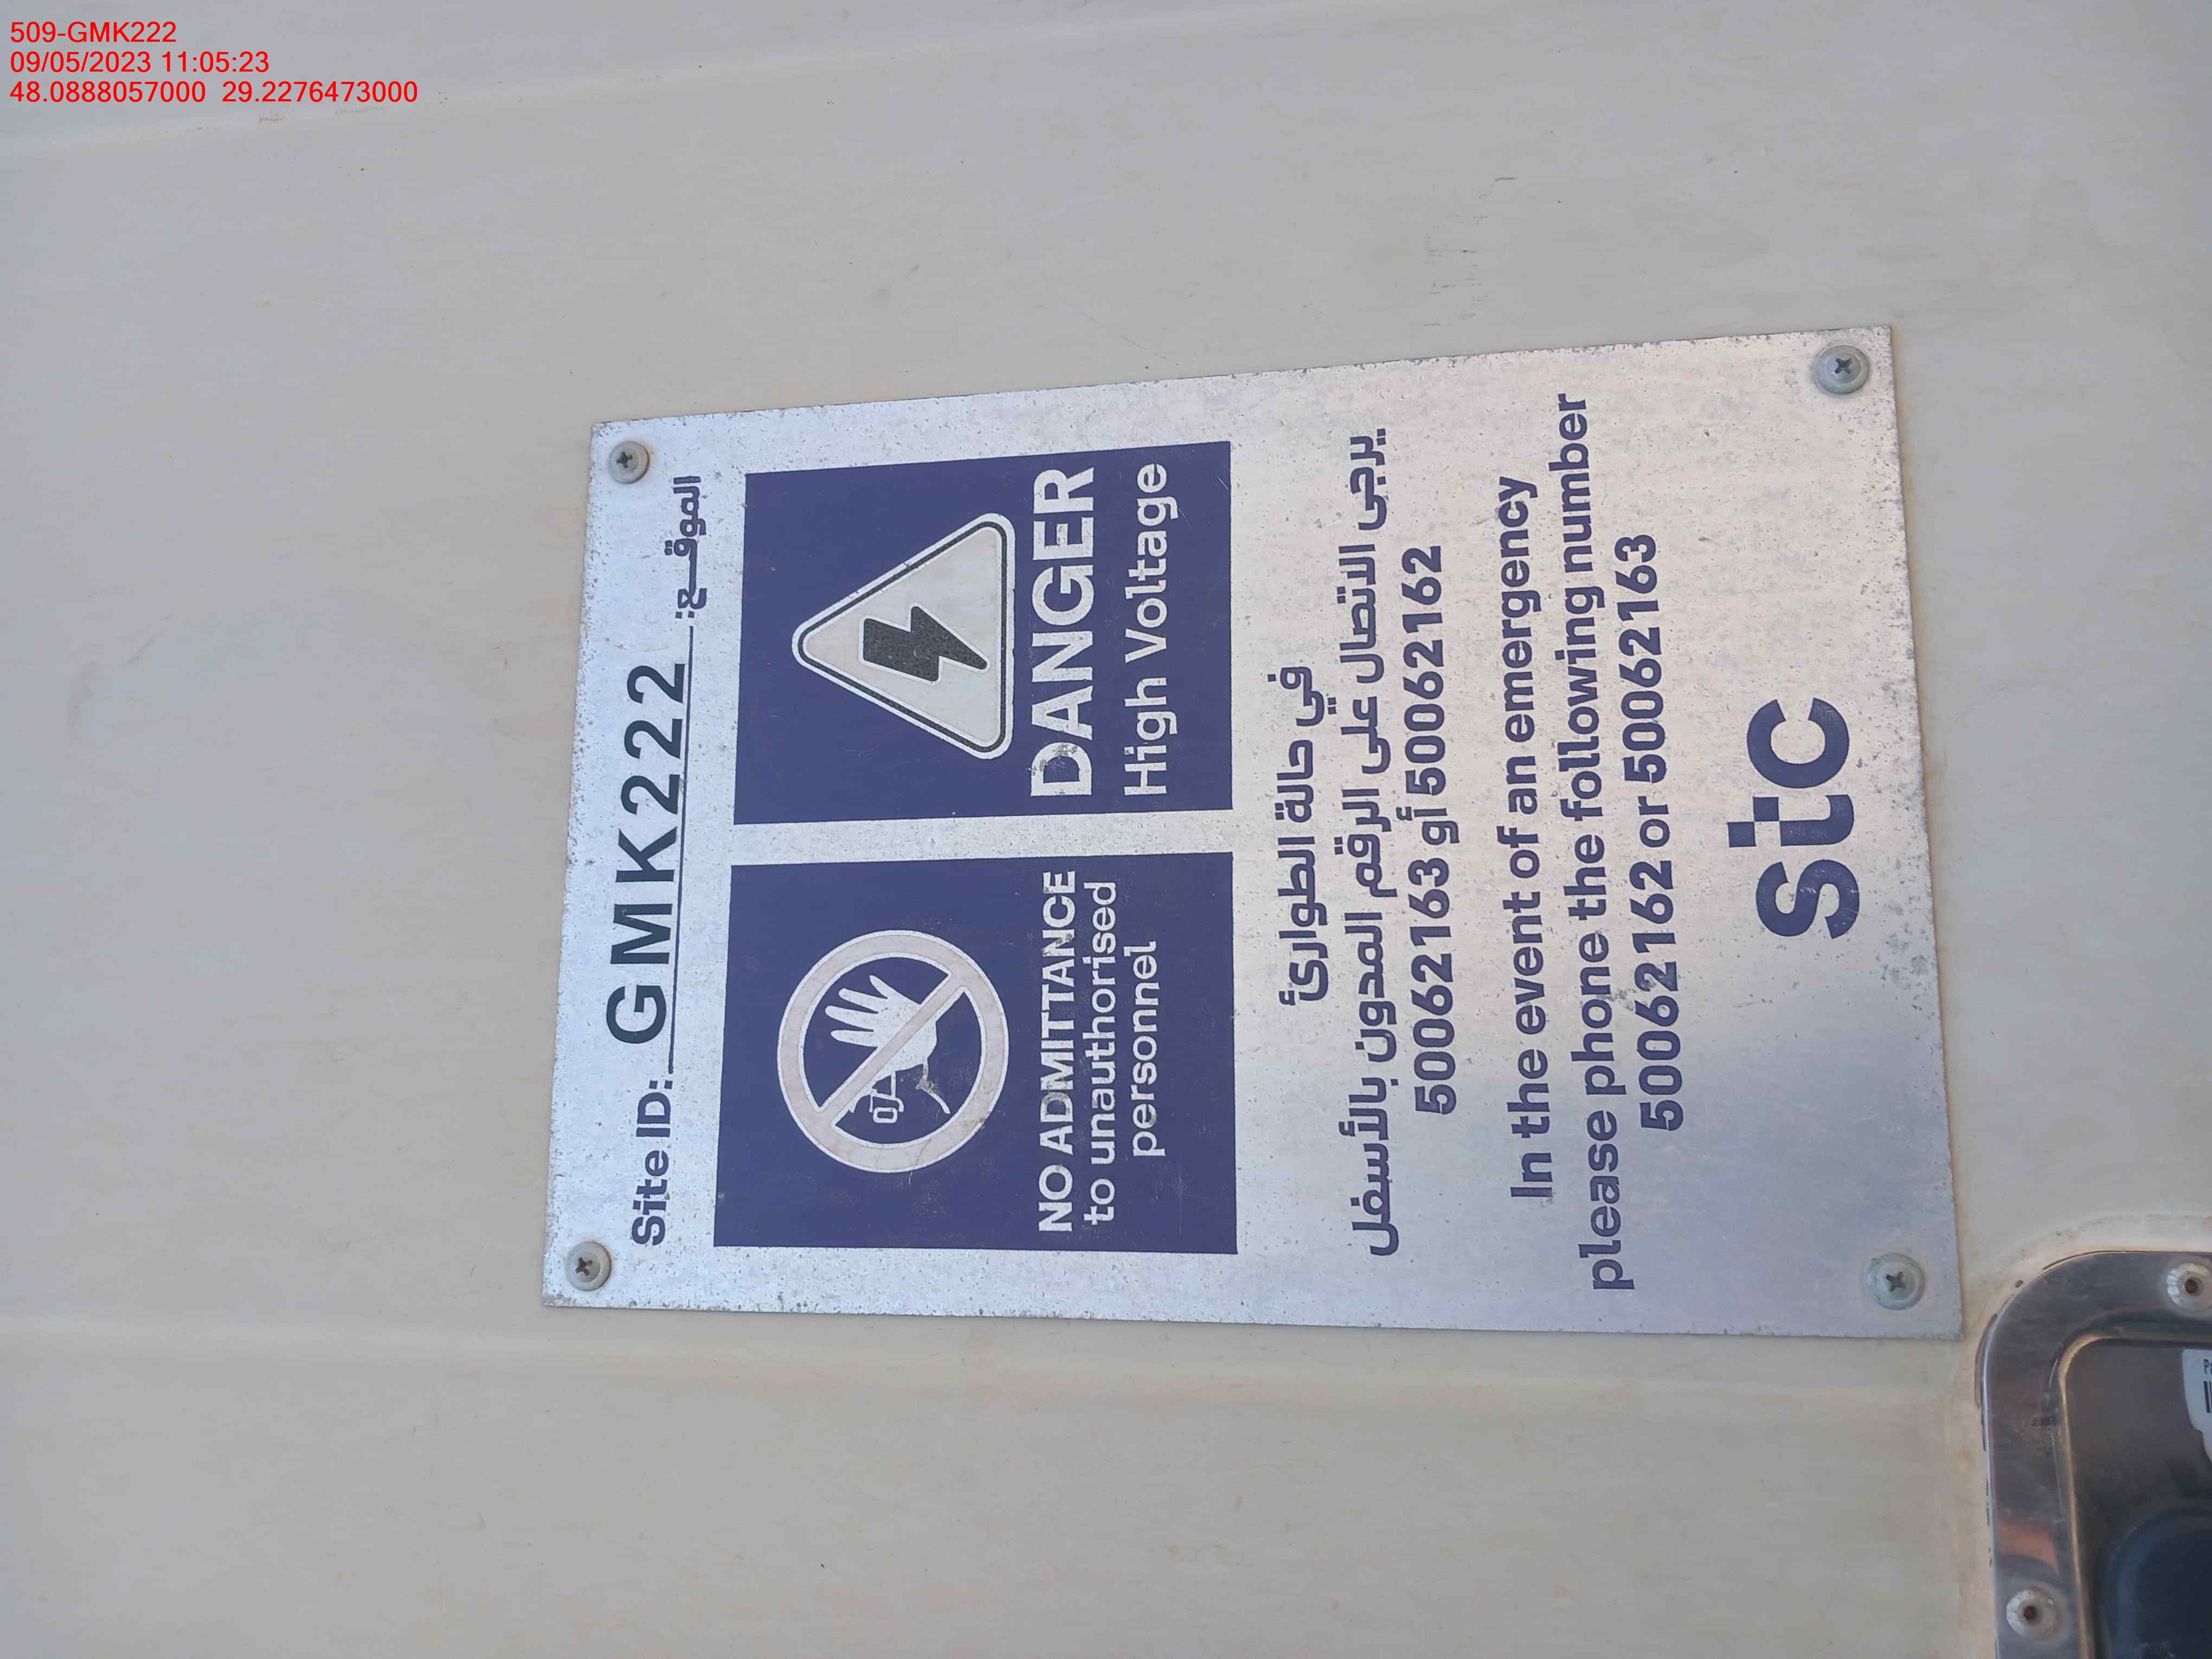 509-GMK222
09/05/2023 11:05:23
48.0888057000 29.2276473000
Site ID: GMK222 الموقع:
NO ADMITTANCE
to unauthorised
personnel
DANGER
High Voltage
في حالة الطوارئ
يرجى الاتصال على الرقم المدون بالأسفل
50062163 أو 50062162
In the event of an emergency
please phone the following number
50062162 or 50062163
stc